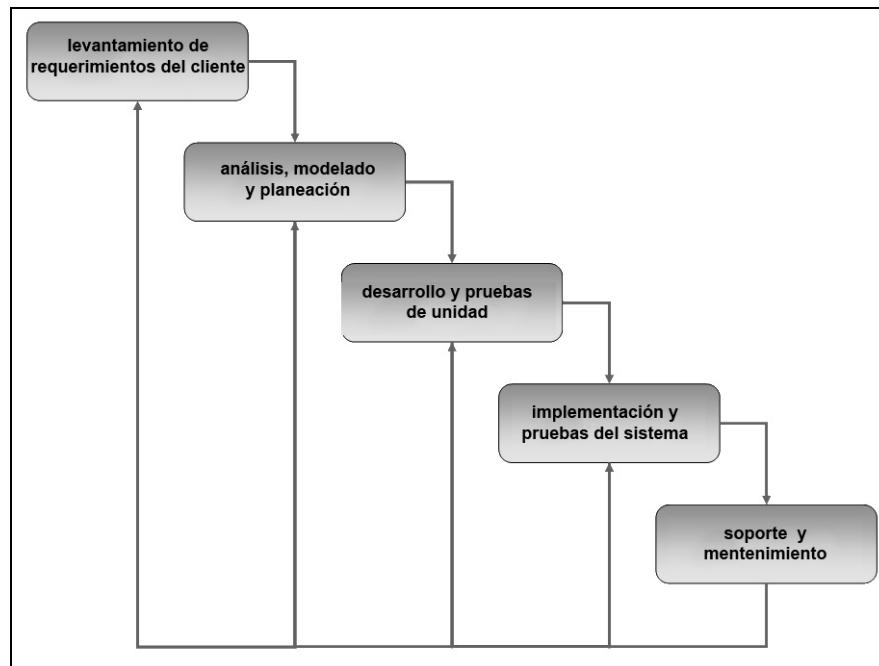 levantamiento de
requerimientos del cliente
análisis, modelado
y planeación
desarrollo y pruebas
de unidad
implementación y
pruebas del sistema
soporte y
mentenimiento